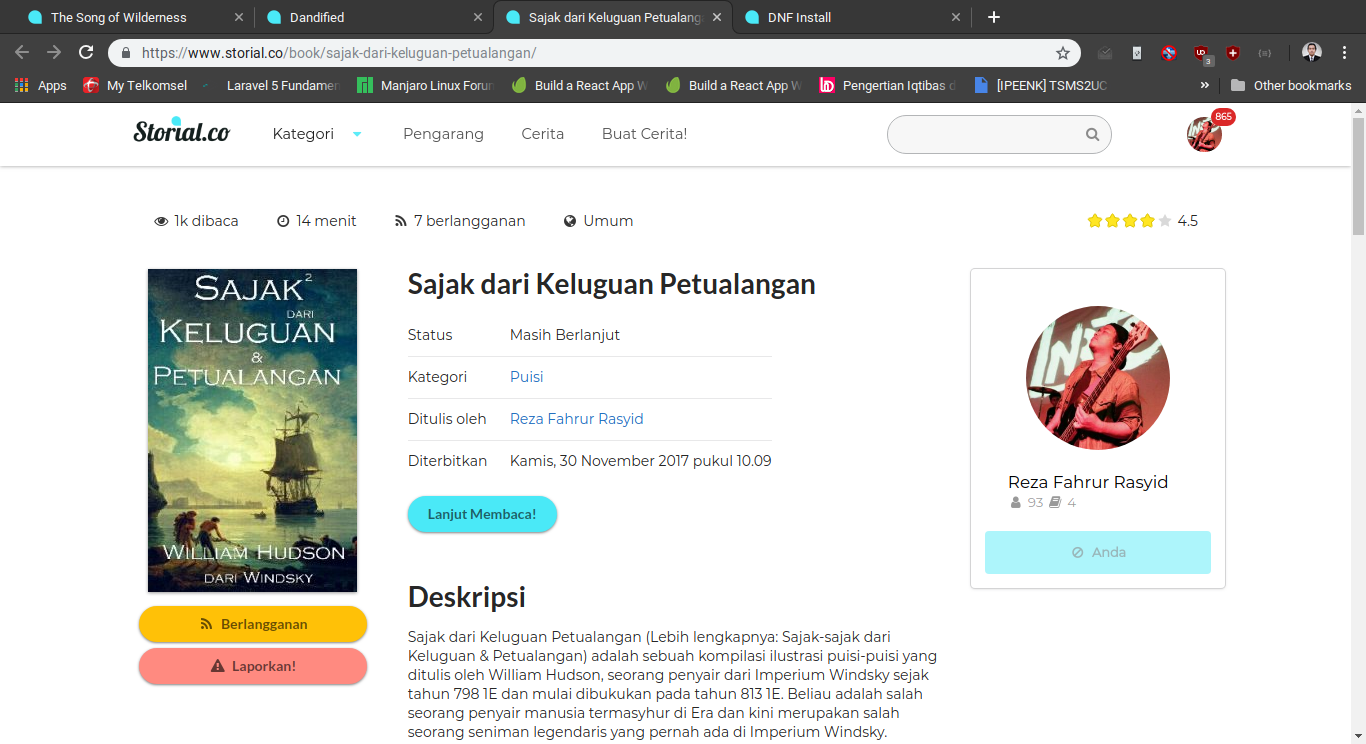 The Song of Wilderness
Dandified
Sajak dari Keluguan Petualang
DNF Install
https://www.storial.co/book/sajak-dari-keluguan-petualangan/
3
Apps
My Telkomsel
Laravel 5 Fundamen
Manjaro Linux Forum
Build a React App W
Build a React App W
Pengertian Iqtibas d
[IPEENK] TSMS2UC
»
Other bookmarks
Storial.co
Kategori
Pengarang
Cerita
Buat Cerita!
865
1k dibaca
14 menit
7 berlangganan
Umum
4.5
SAJAK²
DARI
KELUGUAN
&
PETUALANGAN
WILLIAM HUDSON
DARI WINDSKY
Berlangganan
Laporkan!
Sajak dari Keluguan Petualangan
Status Masih Berlanjut
Kategori Puisi
Ditulis oleh Reza Fahrur Rasyid
Diterbitkan Kamis, 30 November 2017 pukul 10.09
Lanjut Membaca!
Deskripsi
Sajak dari Keluguan Petualangan (Lebih lengkapnya: Sajak-sajak dari
Keluguan & Petualangan) adalah sebuah kompilasi ilustrasi puisi-puisi yang
ditulis oleh William Hudson, seorang penyair dari Imperium Windsky sejak
tahun 798 1E dan mulai dibukukan pada tahun 813 1E. Beliau adalah salah
seorang penyair manusia termasyhur di Era dan kini merupakan salah
seorang seniman legendaris yang pernah ada di Imperium Windsky.
Reza Fahrur Rasyid
93 4
Anda